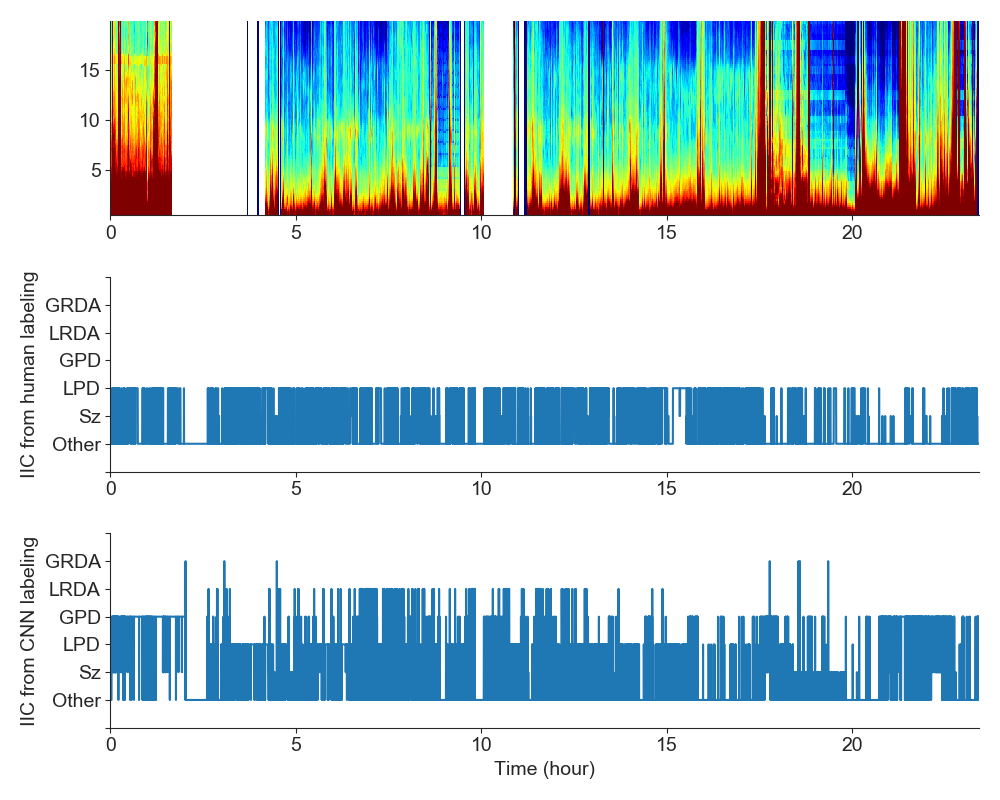 15
10
5
0 5 10 15 20
IIC from human labeling
GRDA
LRDA
GPD
LPD
Sz
Other
0 5 10 15 20
IIC from CNN labeling
GRDA
LRDA
GPD
LPD
Sz
Other
0 5 10 15 20
Time (hour)